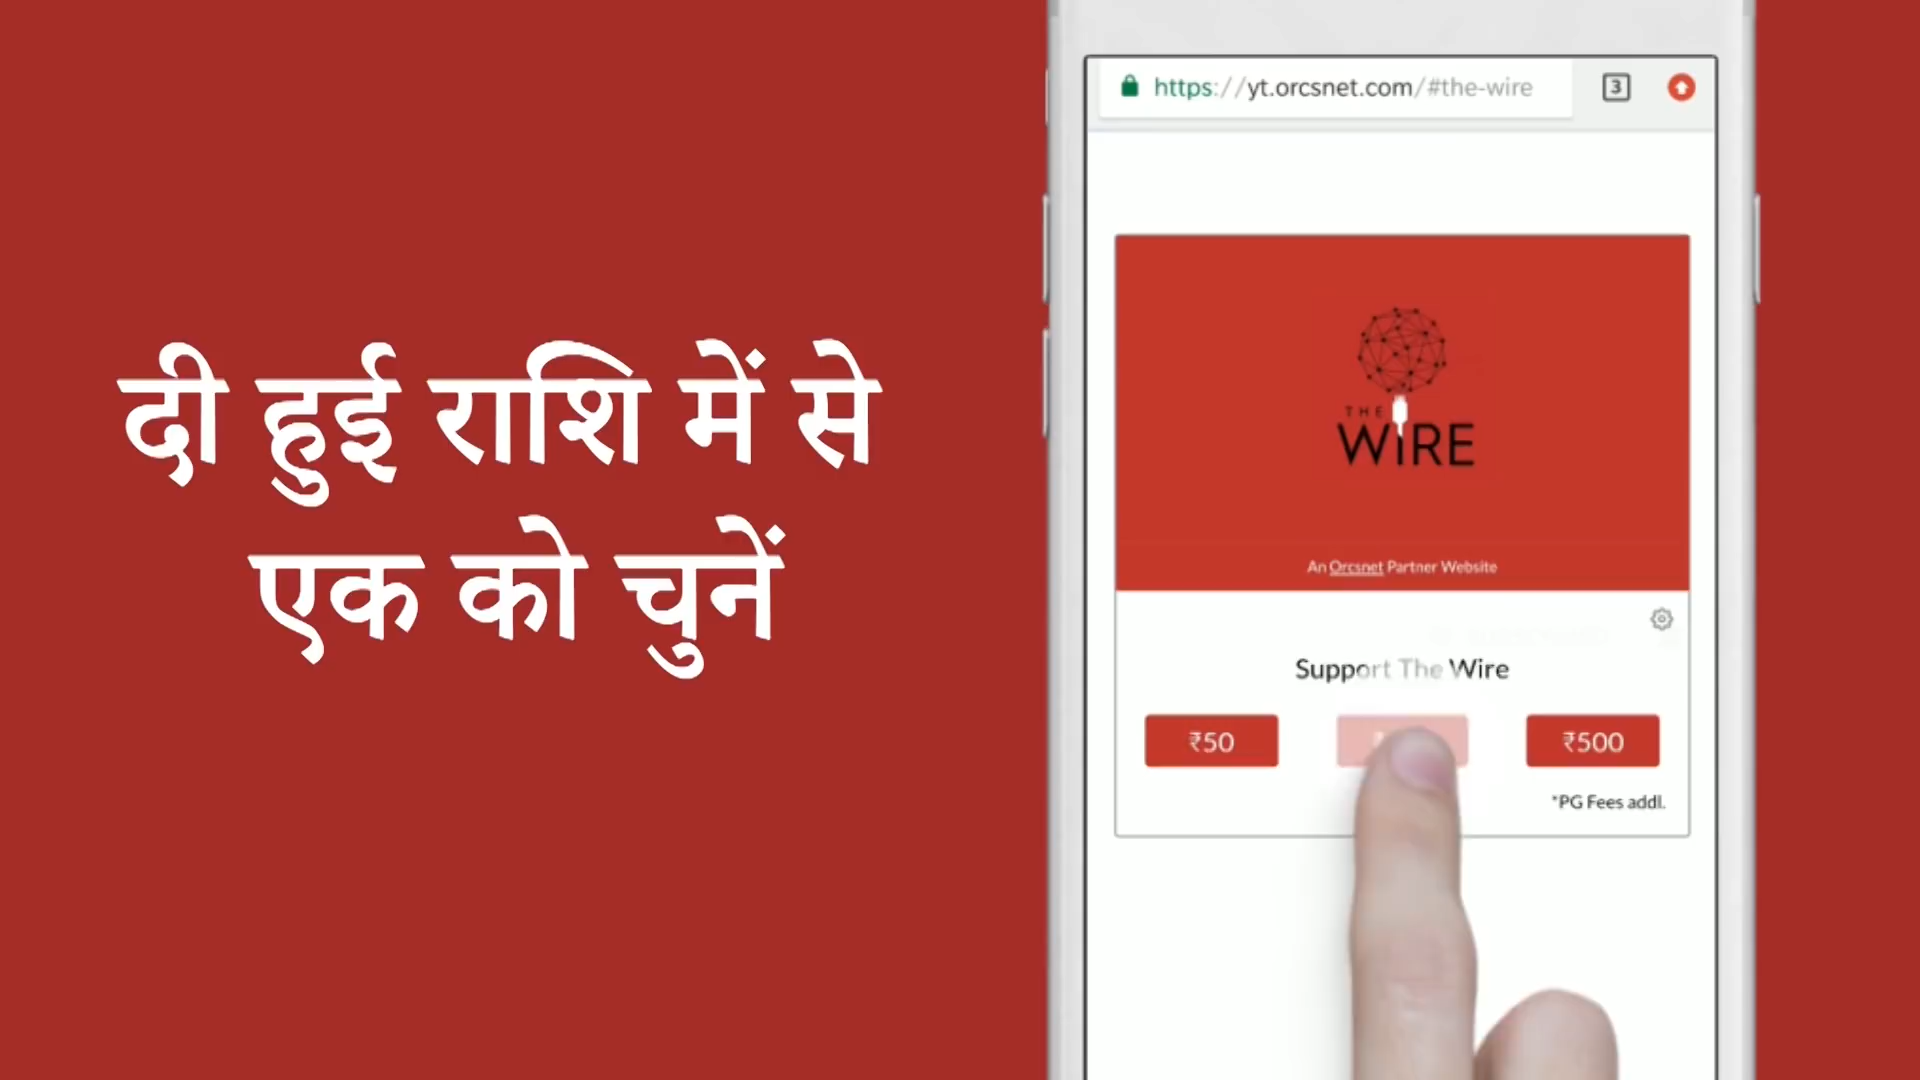 दी हुई राशि में से
एक को चुनें
https://yt.orcsnet.com/#the-wire
3
THE
WIRE
An Orcsnet Partner Website
Support The Wire
₹50
₹500
*PG Fees addl.